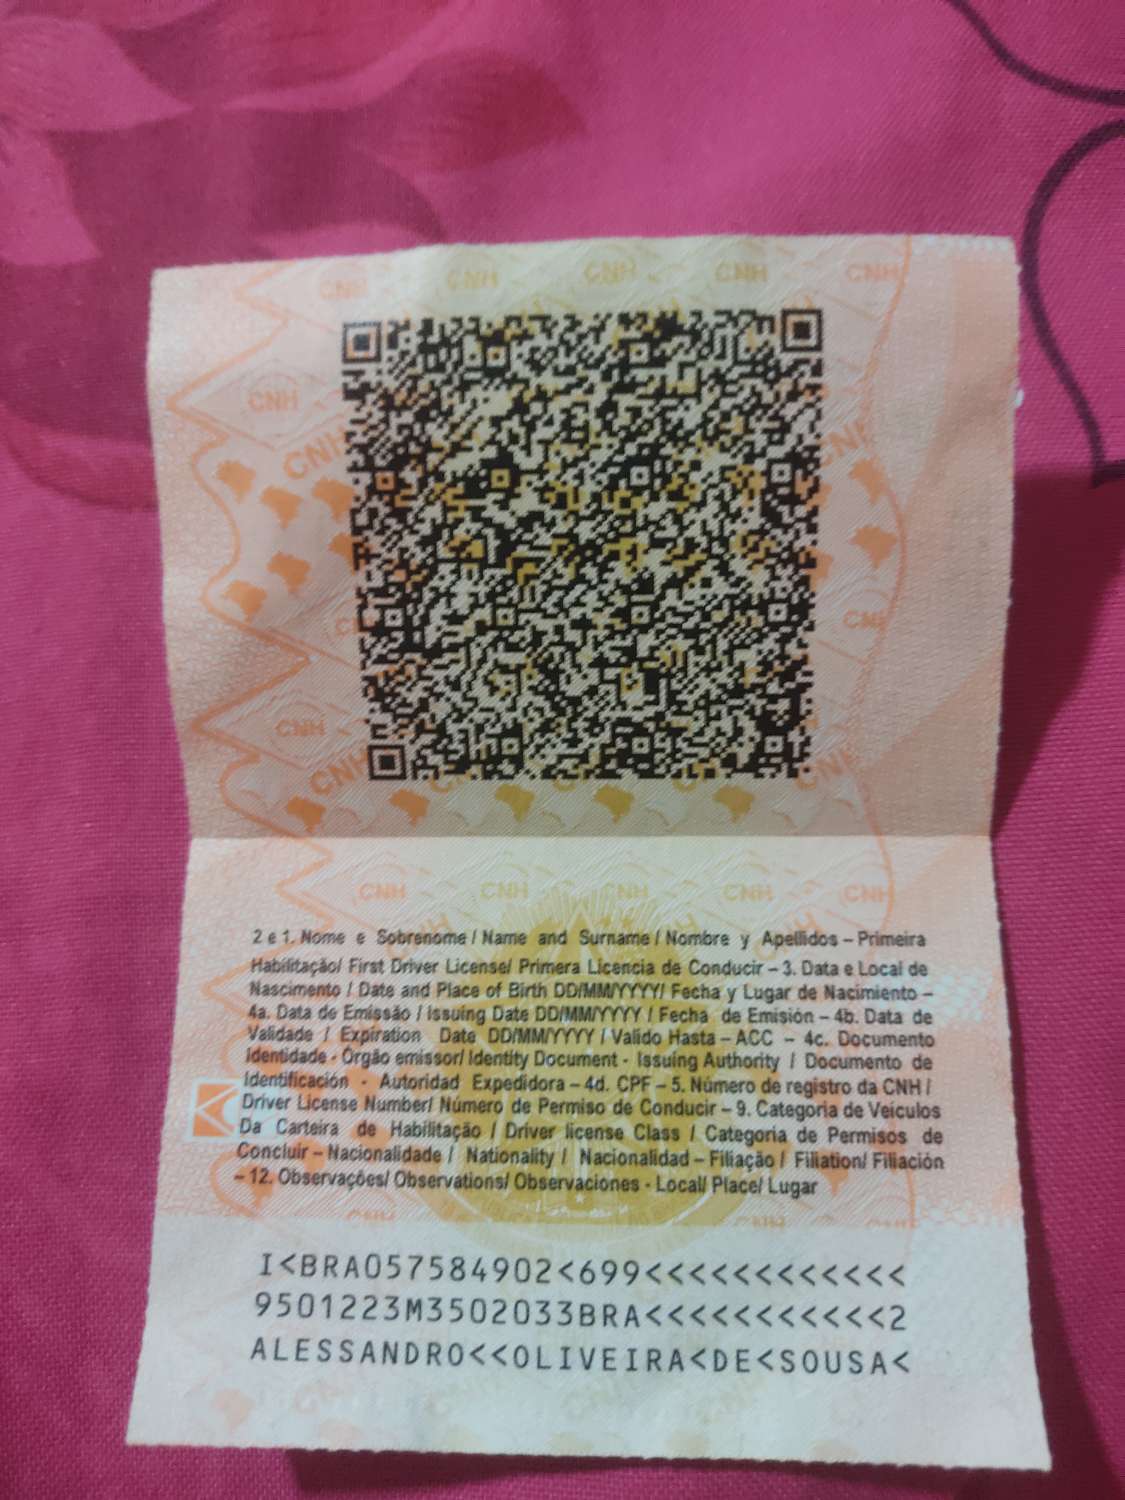 CNH CNH CNH CNH CNH
CNH
CNH
CNH
CNH
CNH CNH CNH CNH CNH
2 e 1. Nome e Sobrenome / Name and Surname / Nombre y Apellidos – Primeira
Habilitação/ First Driver License/ Primera Licencia de Conducir – 3. Data e Local de
Nascimento / Date and Place of Birth DD/MM/YYYY/ Fecha y Lugar de Nacimiento –
4a. Data de Emissão / Issuing Date DD/MM/YYYY / Fecha de Emisión – 4b. Data de
Validade / Expiration Date DD/MM/YYYY / Valido Hasta – ACC – 4c. Documento
Identidade - Órgão emissor/ Identity Document - Issuing Authority / Documento de
Identificación - Autoridad Expedidora – 4d. CPF – 5. Número de registro da CNH /
Driver License Number/ Número de Permiso de Conducir – 9. Categoria de Veículos
Da Carteira de Habilitação / Driver license Class / Categoria de Permisos de
Concluir – Nacionalidade / Nationality / Nacionalidad – Filiação / Filiation/ Filiación
– 12. Observações/ Observations/ Observaciones - Local/ Place/ Lugar
I<BRA057584902<699<<<<<<<<<<<<
9501223M3502033BRA<<<<<<<<<<<2
ALESSANDRO<<OLIVEIRA<DE<SOUSA<